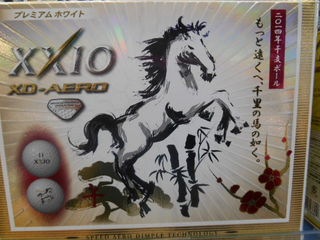 プレミアム ホワイト
XXIO
XD-AERO
二〇一四年干支ボール
もっと遠くへ、千里の馬の如く。
11
XXIO
SPEED AERO DIMPLE TECHNOLOGY